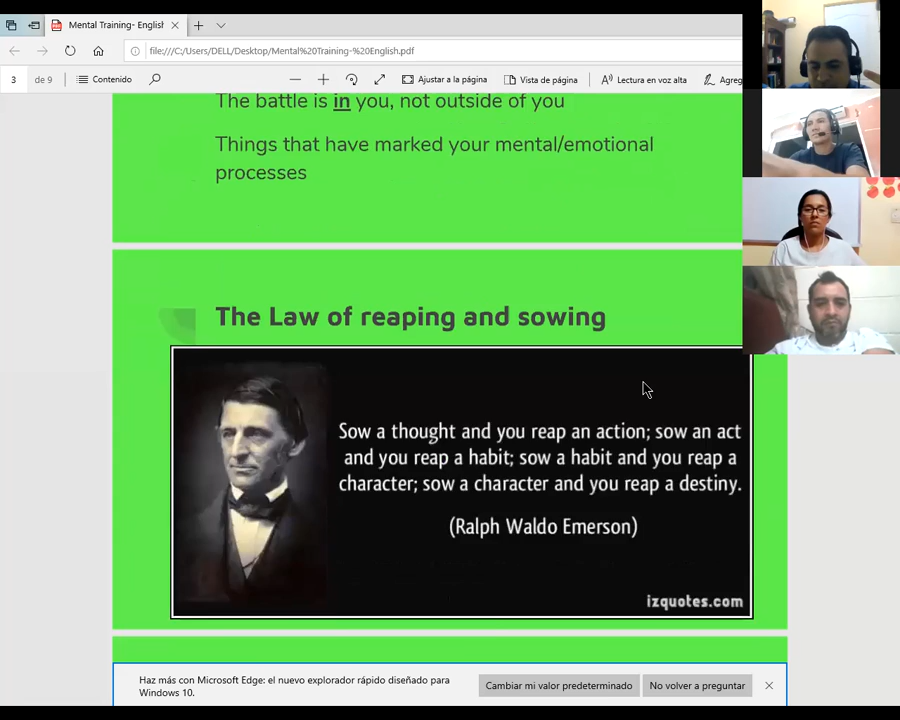 Mental Training- English
file:///C:/Users/DELL/Desktop/Mental%20Training-%20English.pdf
3 de 9 Contenido Ajustar a la página Vista de página Lectura en voz alta Agreg
The battle is in you, not outside of you
Things that have marked your mental/emotional
processes
The Law of reaping and sowing
Sow a thought and you reap an action; sow an act
and you reap a habit; sow a habit and you reap a
character; sow a character and you reap a destiny.
(Ralph Waldo Emerson)
izquotes.com
Haz más con Microsoft Edge: el nuevo explorador rápido diseñado para
Windows 10.
Cambiar mi valor predeterminado No volver a preguntar